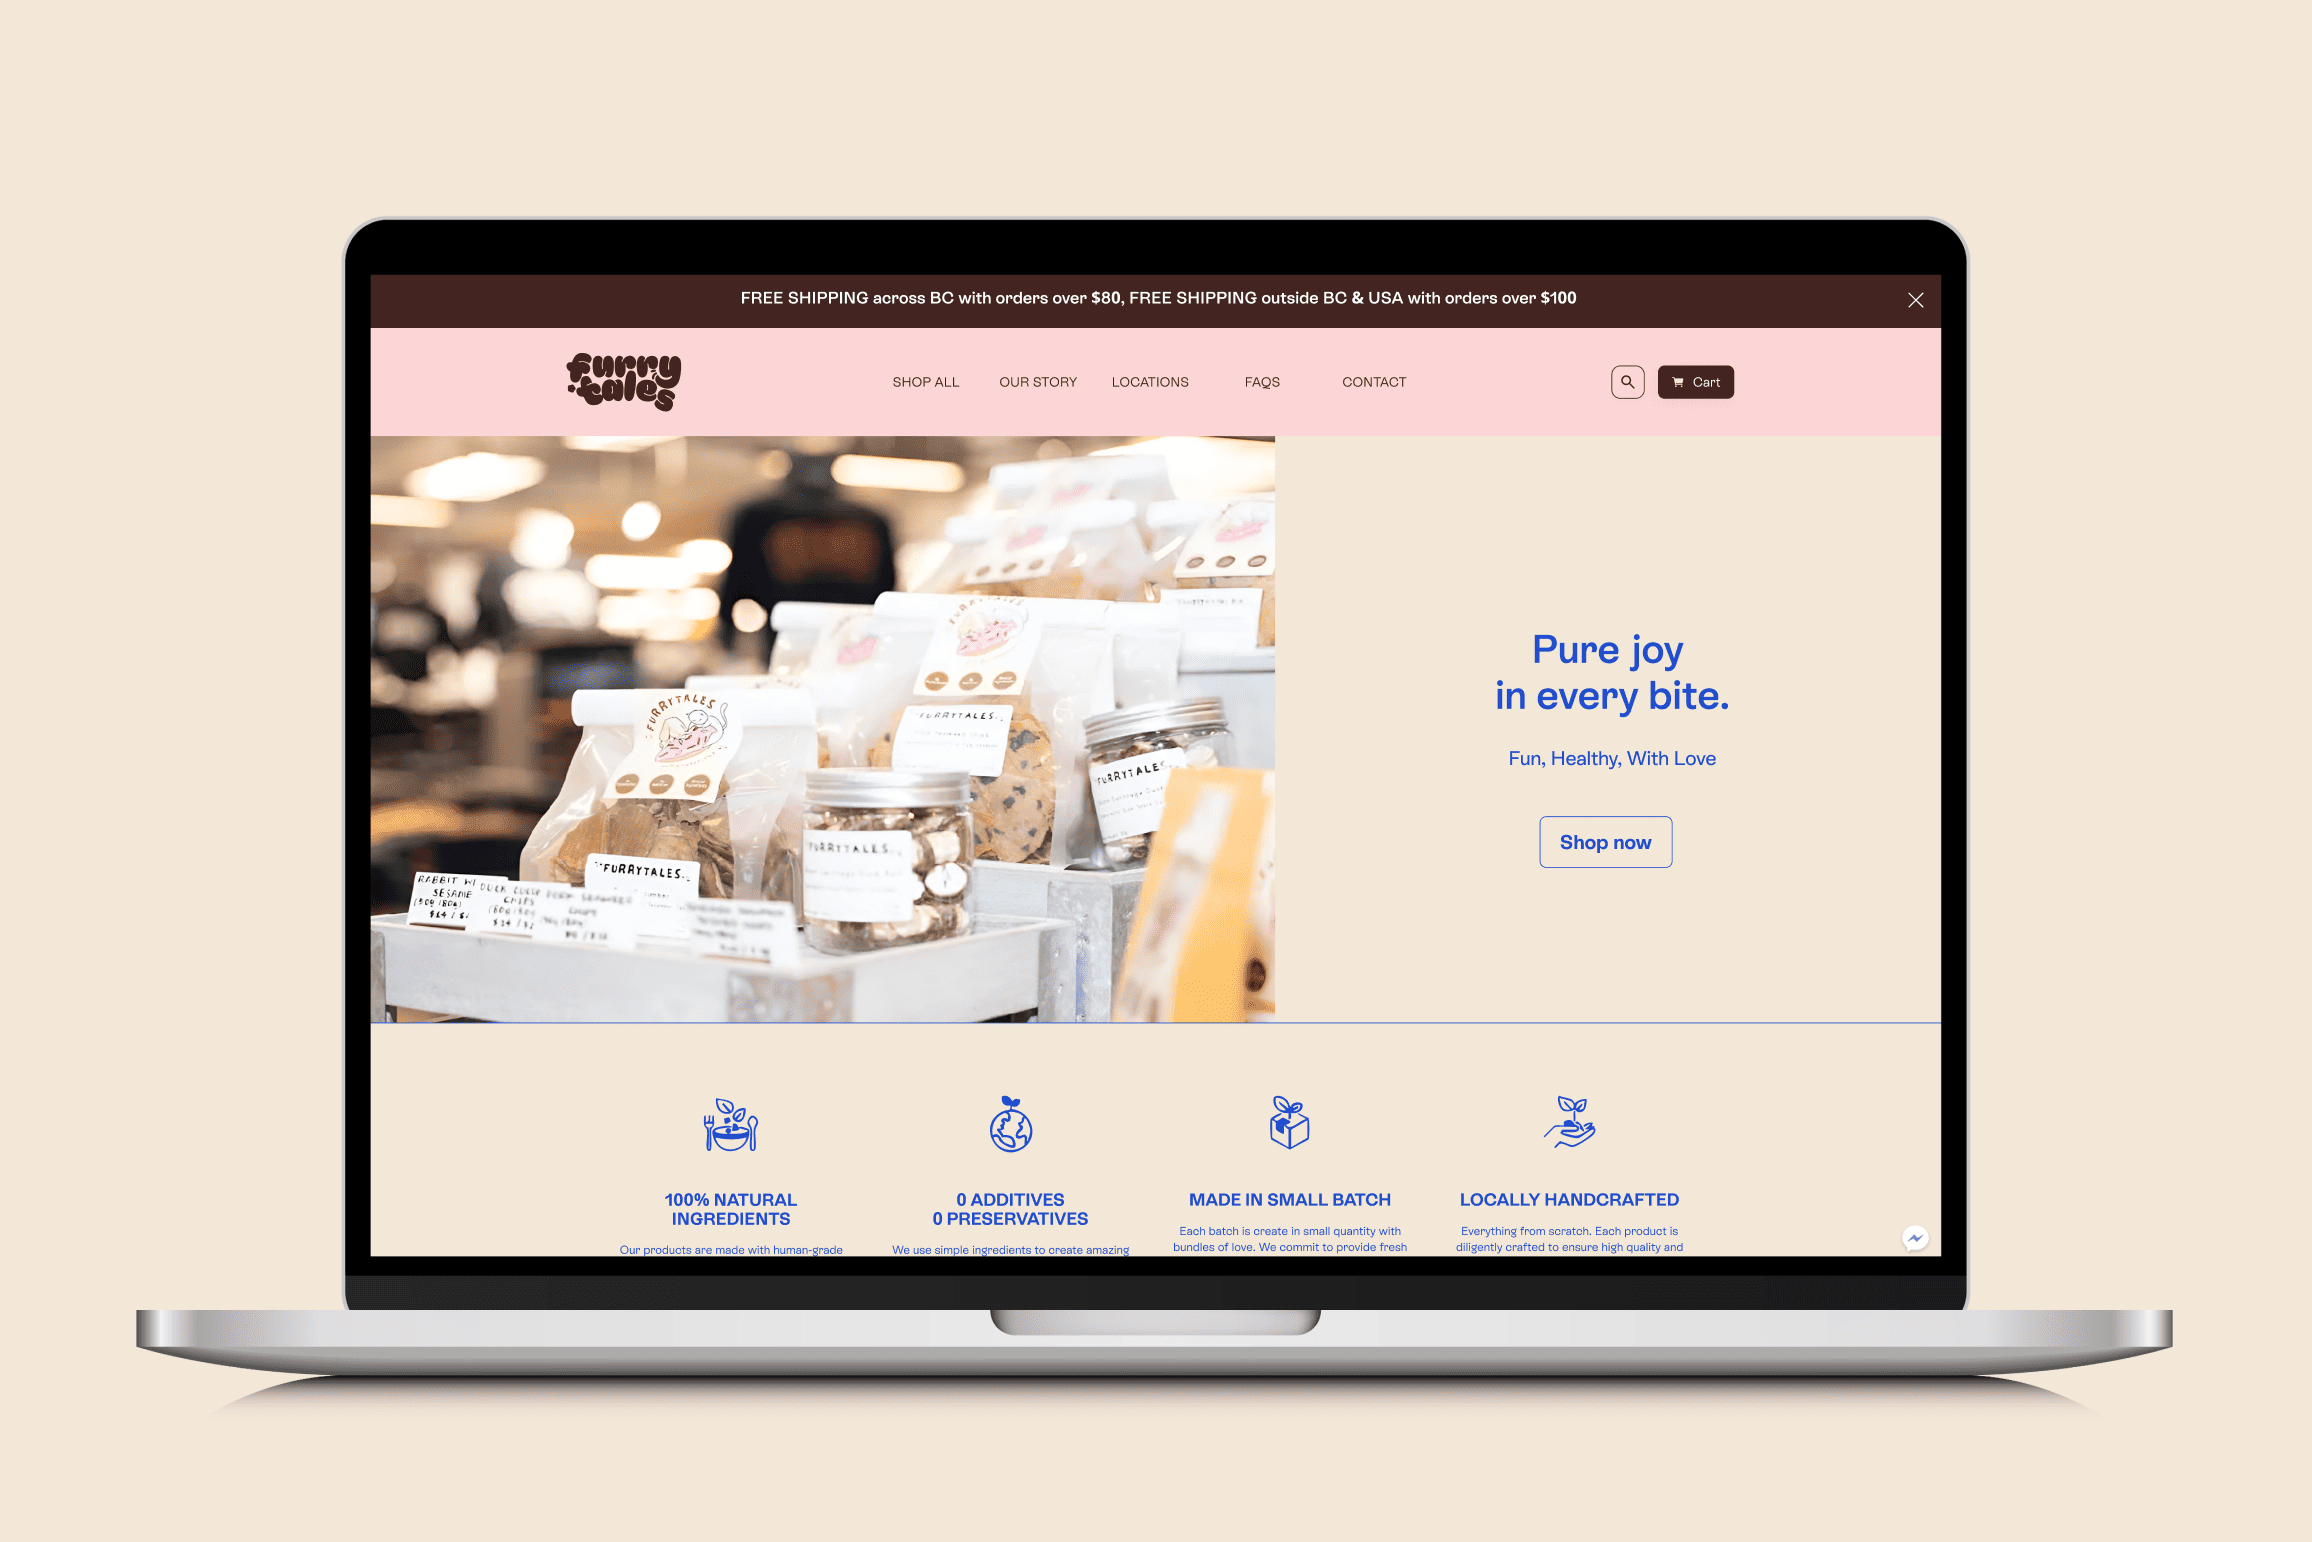 FREE SHIPPING across BC with orders over $80, FREE SHIPPING outside BC & USA with orders over $100
furry
tales
SHOP ALL OUR STORY LOCATIONS FAQS CONTACT
Cart
FURRYTALES
FURRYTALES
FURRYTALES
FURRYTALES
FURRYTALES
FURRYTALES
RABBIT
SESAME
DUCK
CHIPS
Pure joy
in every bite.
Fun, Healthy, With Love
Shop now
100% NATURAL
INGREDIENTS
Our products are made with human-grade
0 ADDITIVES
0 PRESERVATIVES
We use simple ingredients to create amazing
MADE IN SMALL BATCH
Each batch is create in small quantity with
bundles of love. We commit to provide fresh
LOCALLY HANDCRAFTED
Everything from scratch. Each product is
diligently crafted to ensure high quality and